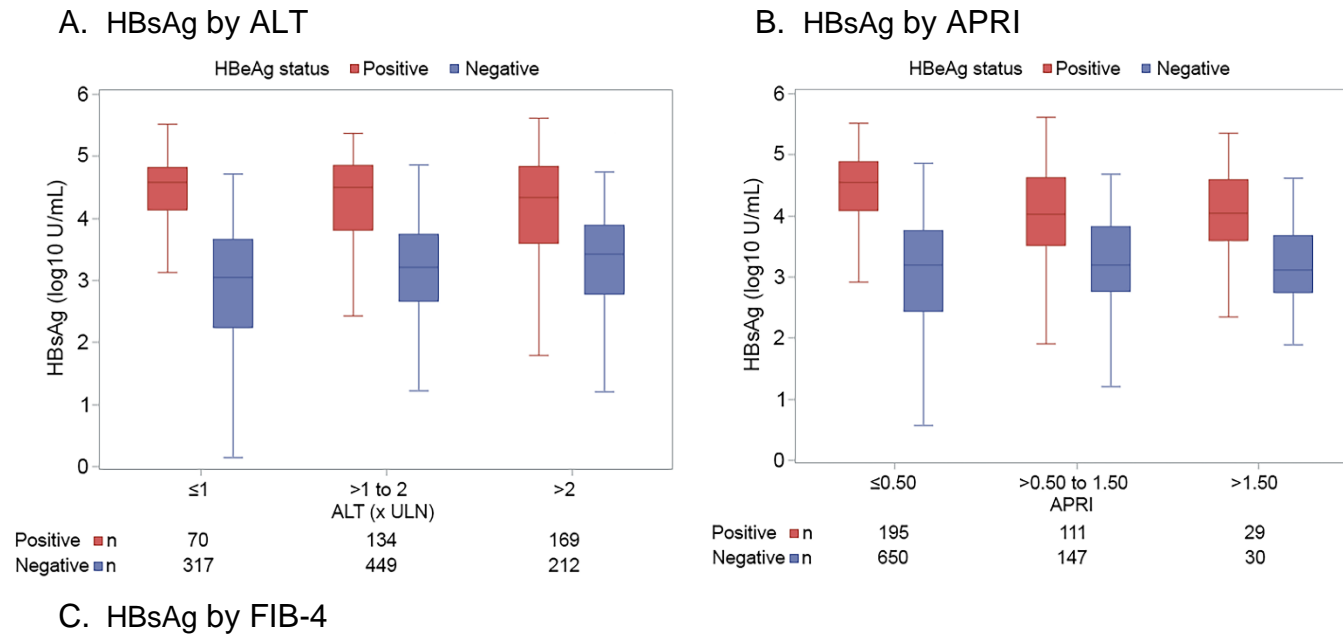 A. HBsAg by ALT
HBeAg status Positive Negative
6
5
4
3
2
1
0
HBsAg (log10 U/mL)
≤1 >1 to 2 >2
ALT (x ULN)
Positive n 70 134 169
Negative n 317 449 212
B. HBsAg by APRI
HBeAg status Positive Negative
6
5
4
3
2
1
0
HBsAg (log10 U/mL)
≤0.50 >0.50 to 1.50 >1.50
APRI
Positive n 195 111 29
Negative n 650 147 30
C. HBsAg by FIB-4